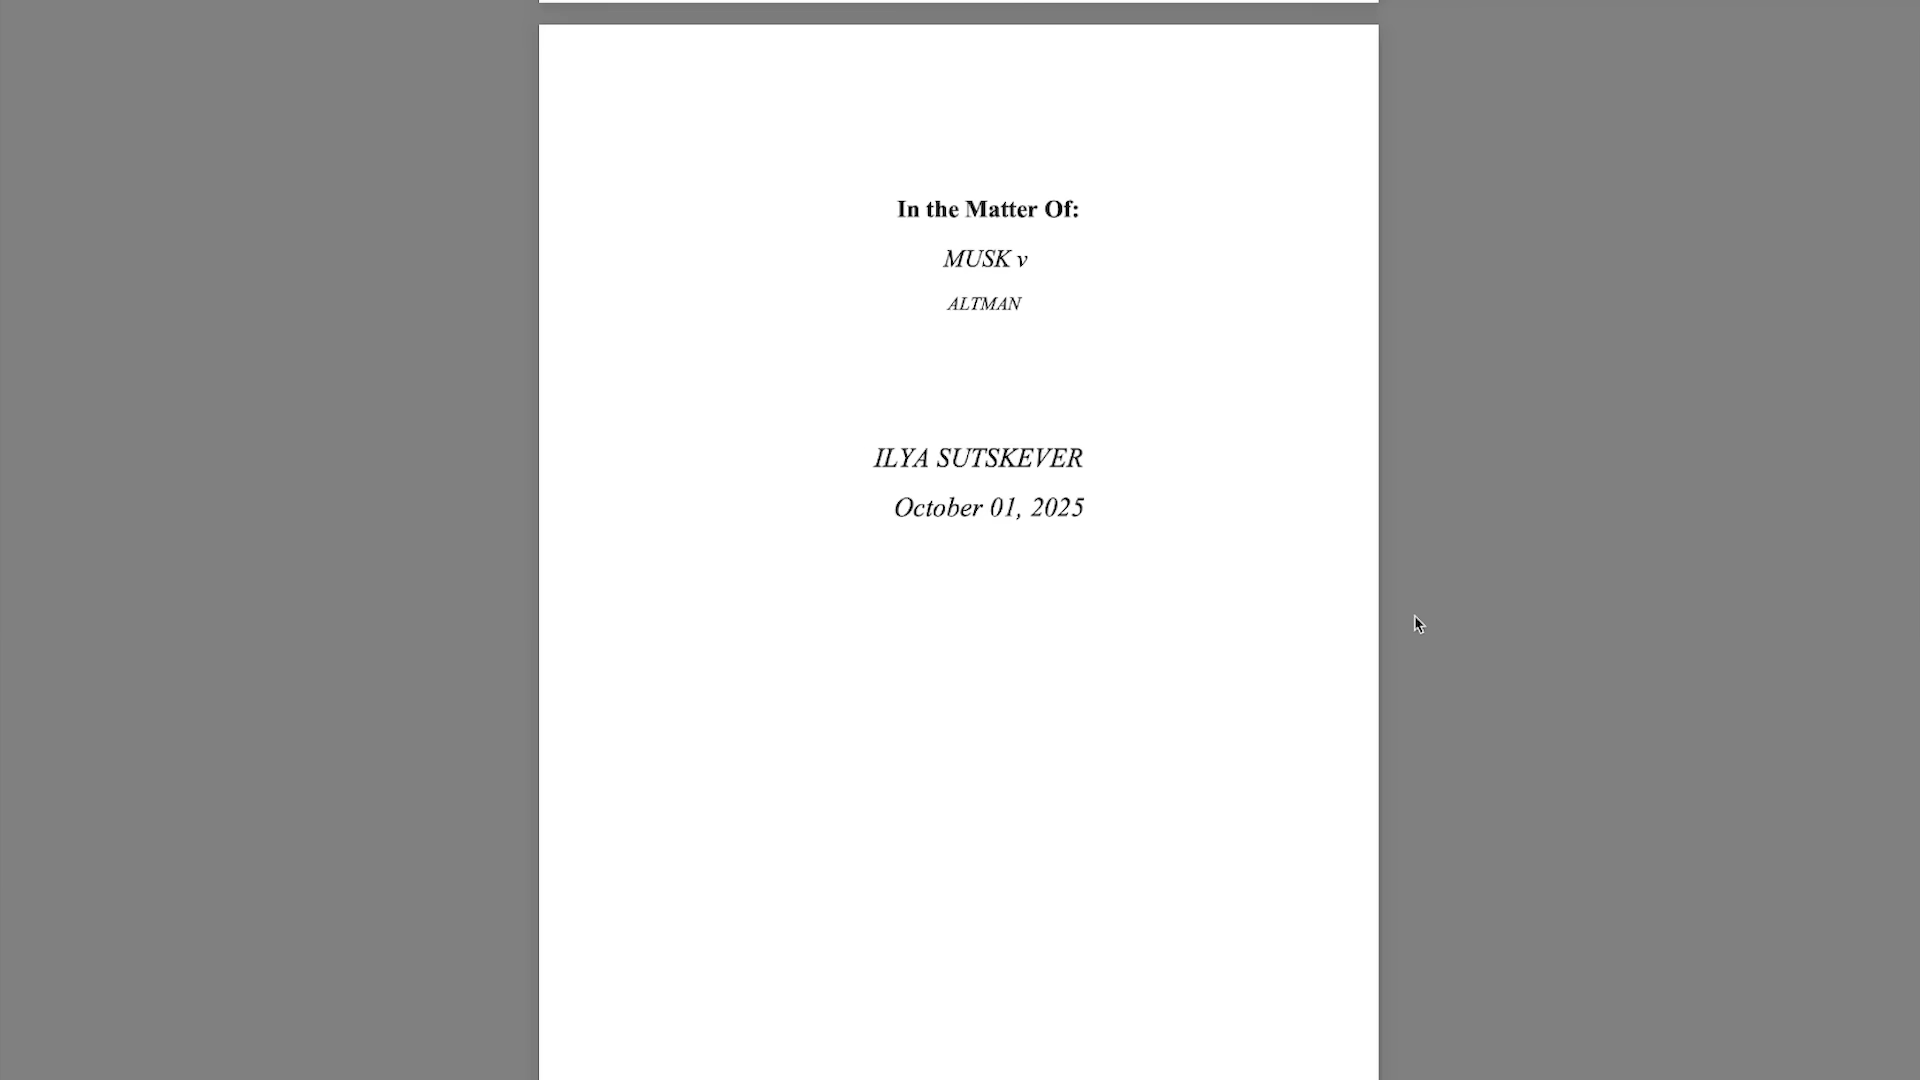 In the Matter Of:
MUSK v
ALTMAN
ILYA SUTSKEVER
October 01, 2025